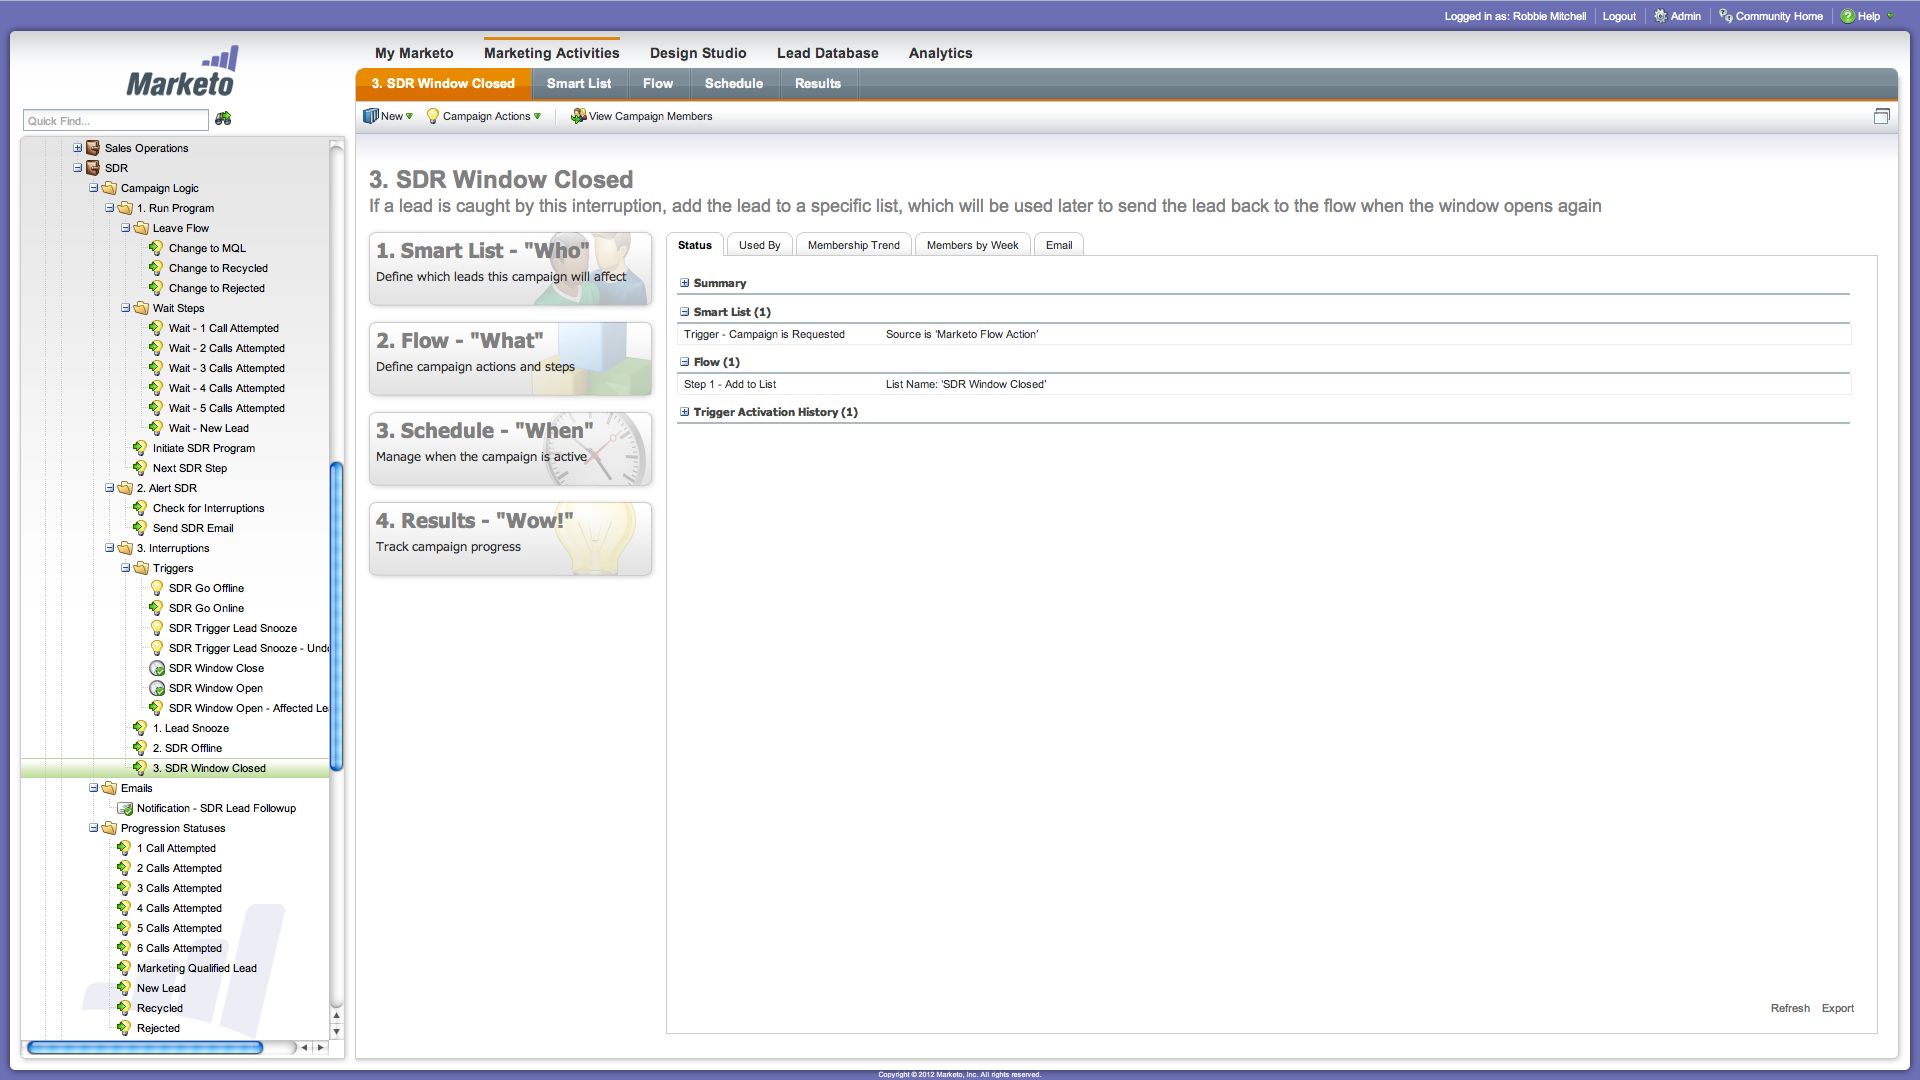 Logged in as: Robbie Mitchell
Logout
Admin
Community Home
Help
Marketo
My Marketo
Marketing Activities
Design Studio
Lead Database
Analytics
3. SDR Window Closed
Smart List
Flow
Schedule
Results
Quick Find...
New
Campaign Actions
View Campaign Members
Sales Operations
SDR
Campaign Logic
1. Run Program
Leave Flow
Change to MQL
Change to Recycled
Change to Rejected
Wait Steps
Wait - 1 Call Attempted
Wait - 2 Calls Attempted
Wait - 3 Calls Attempted
Wait - 4 Calls Attempted
Wait - 5 Calls Attempted
Wait - New Lead
Initiate SDR Program
Next SDR Step
2. Alert SDR
Check for Interruptions
Send SDR Email
3. Interruptions
Triggers
SDR Go Offline
SDR Go Online
SDR Trigger Lead Snooze
SDR Trigger Lead Snooze - Undo
SDR Window Close
SDR Window Open
SDR Window Open - Affected Le
1. Lead Snooze
2. SDR Offline
3. SDR Window Closed
Emails
Notification - SDR Lead Followup
Progression Statuses
1 Call Attempted
2 Calls Attempted
3 Calls Attempted
4 Calls Attempted
5 Calls Attempted
6 Calls Attempted
Marketing Qualified Lead
New Lead
Recycled
Rejected
3. SDR Window Closed
If a lead is caught by this interruption, add the lead to a specific list, which will be used later to send the lead back to the flow when the window opens again
1. Smart List - "Who"
Define which leads this campaign will affect
2. Flow - "What"
Define campaign actions and steps
3. Schedule - "When"
Manage when the campaign is active
4. Results - "Wow!"
Track campaign progress
Status
Used By
Membership Trend
Members by Week
Email
Summary
Smart List (1)
Trigger - Campaign is Requested
Source is 'Marketo Flow Action'
Flow (1)
Step 1 - Add to List
List Name: 'SDR Window Closed'
Trigger Activation History (1)
Refresh
Export
Copyright © 2012 Marketo, Inc. All rights reserved.